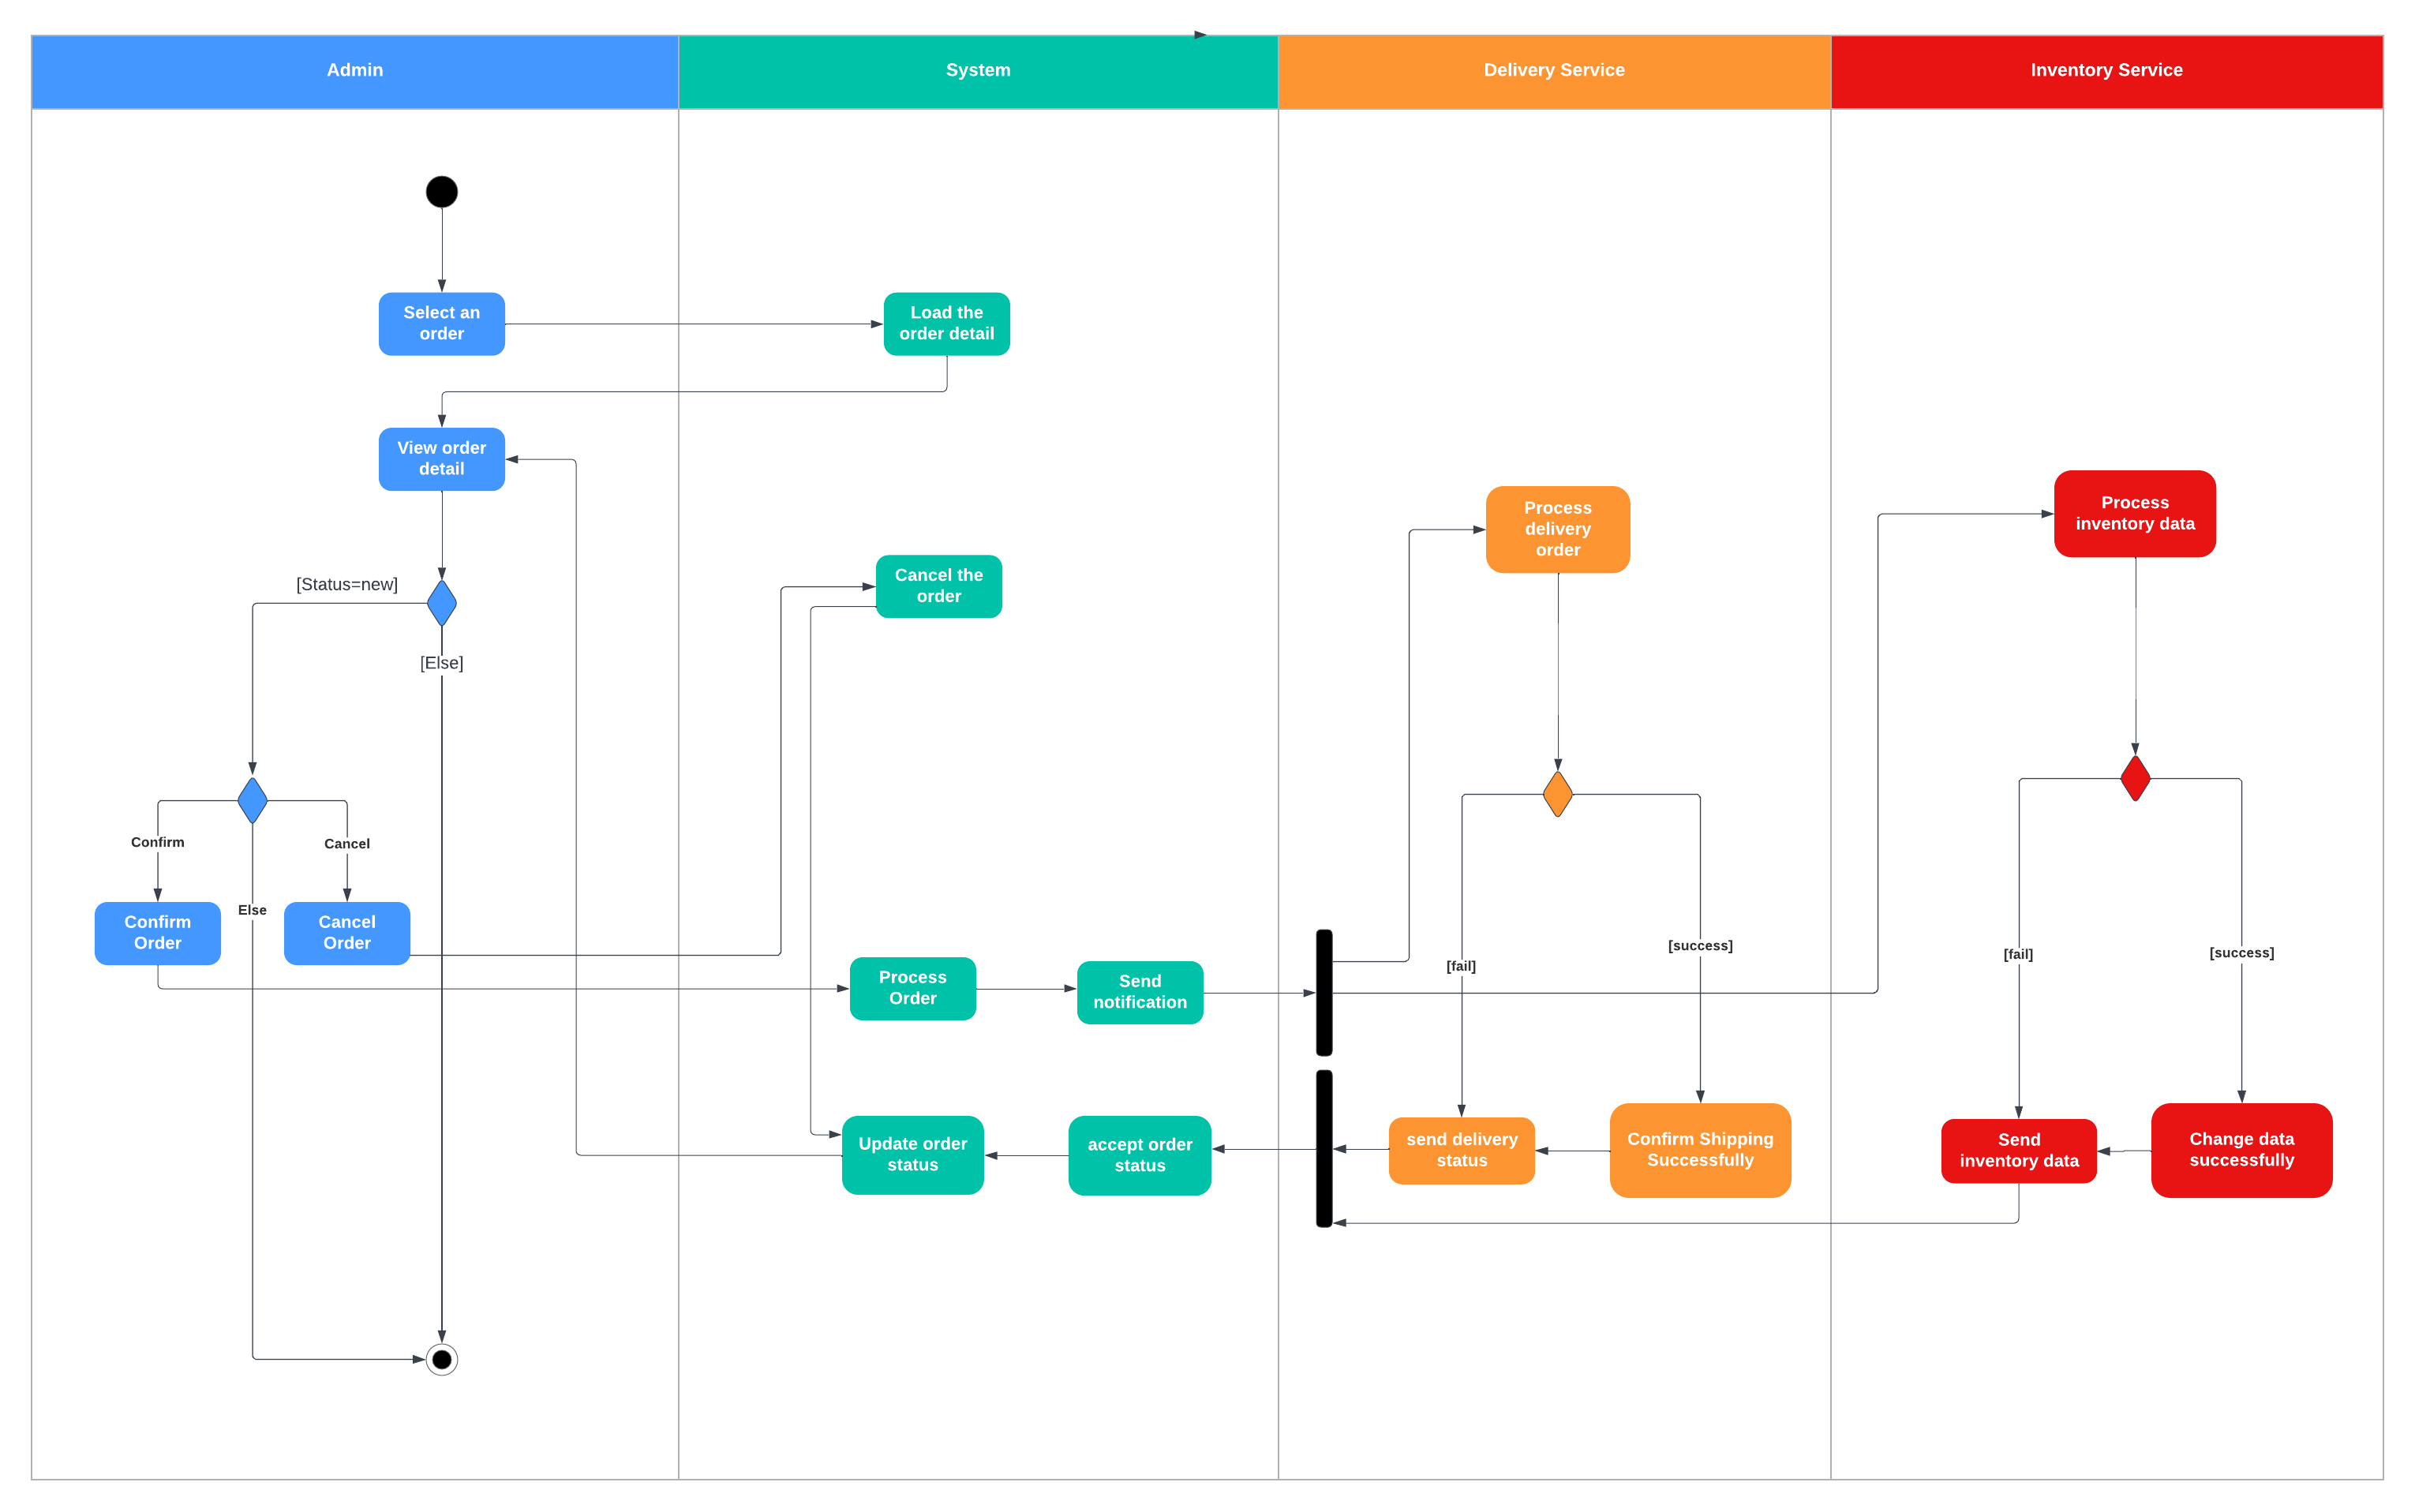 Admin
System
Delivery Service
Inventory Service
Select an
order
Load the
order detail
View order
detail
Process
delivery
order
Process
inventory data
[Status=new]
Cancel the
order
[Else]
Confirm
Cancel
Else
Confirm
Order
Cancel
Order
[fail]
[success]
[fail]
[success]
Process
Order
Send
notification
Update order
status
accept order
status
send delivery
status
Confirm Shipping
Successfully
Send
inventory data
Change data
successfully